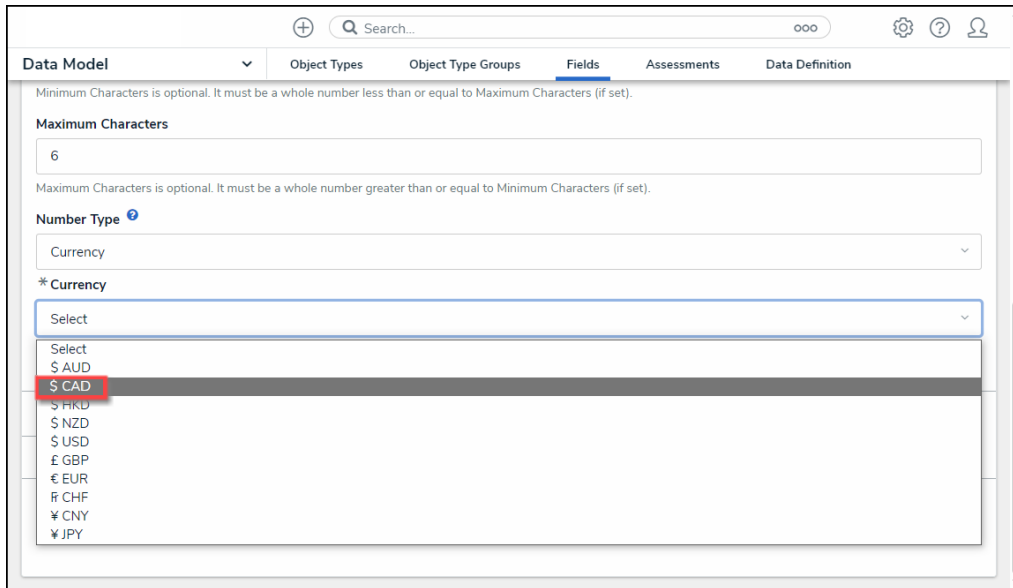 Search...
ooo
Data Model
Object Types
Object Type Groups
Fields
Assessments
Data Definition
Minimum Characters is optional. It must be a whole number less than or equal to Maximum Characters (if set).
Maximum Characters
6
Maximum Characters is optional. It must be a whole number greater than or equal to Minimum Characters (if set).
Number Type ?
Currency
* Currency
Select
Select
$ AUD
$ CAD
$ HKD
$ NZD
$ USD
£ GBP
€ EUR
₣ CHF
¥ CNY
¥ JPY